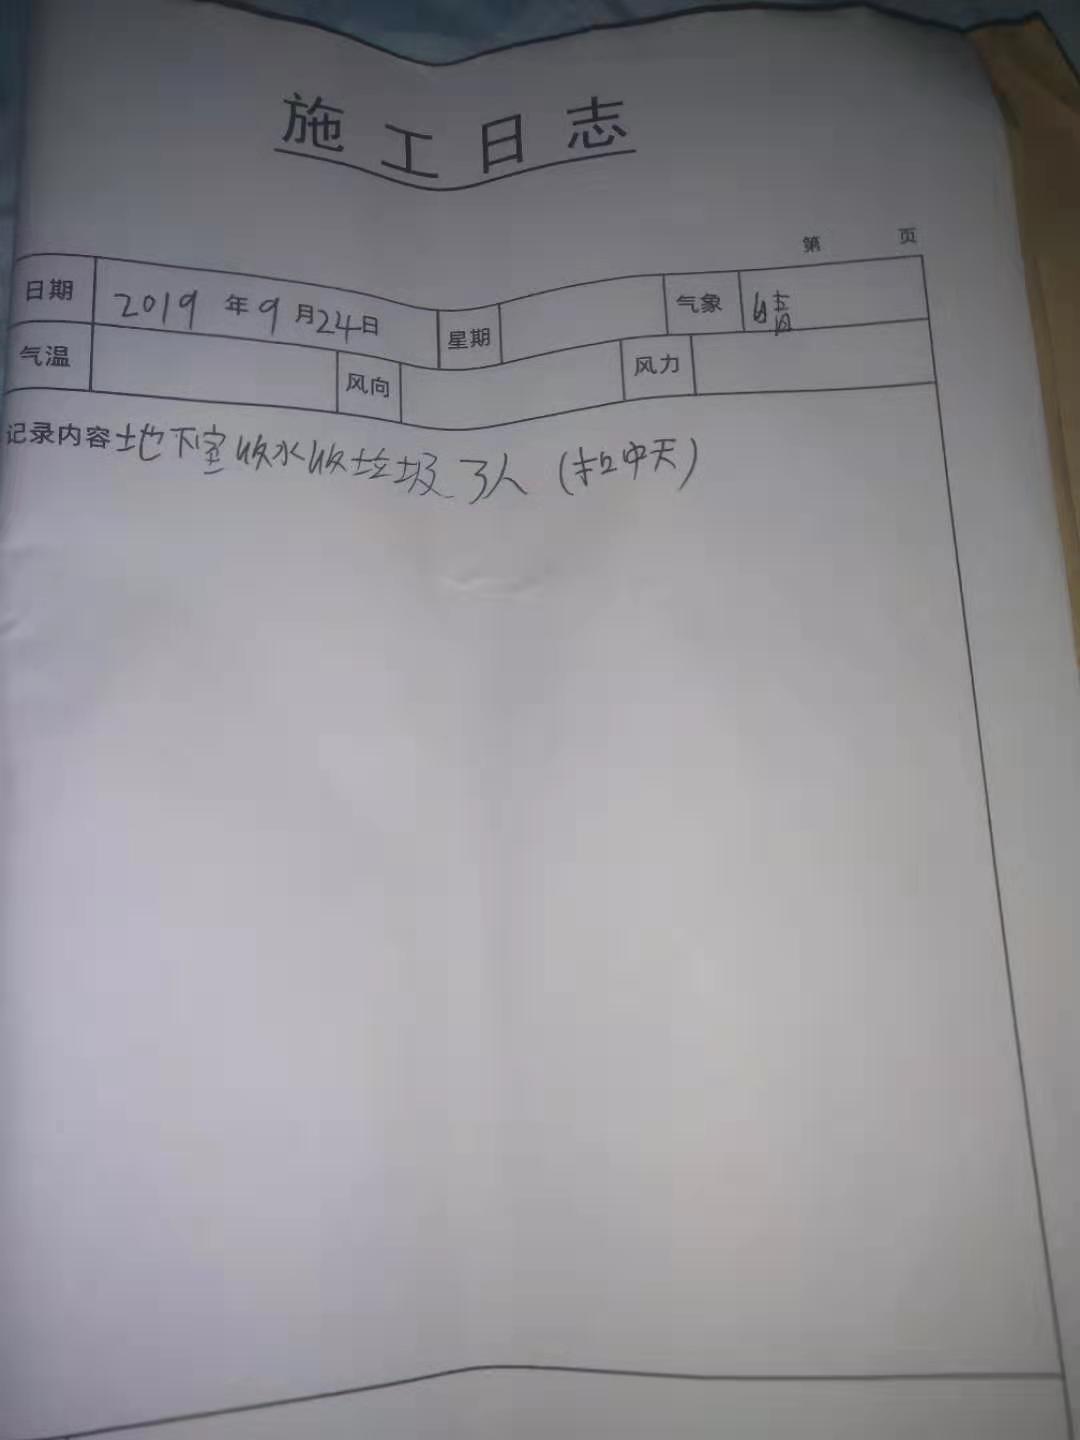 施工日志
第 页
日期 2019 年 9 月 24 日 星期 气象 晴
气温 风向 风力
记录内容 地下室收水收垃圾 3人 (扣中天)